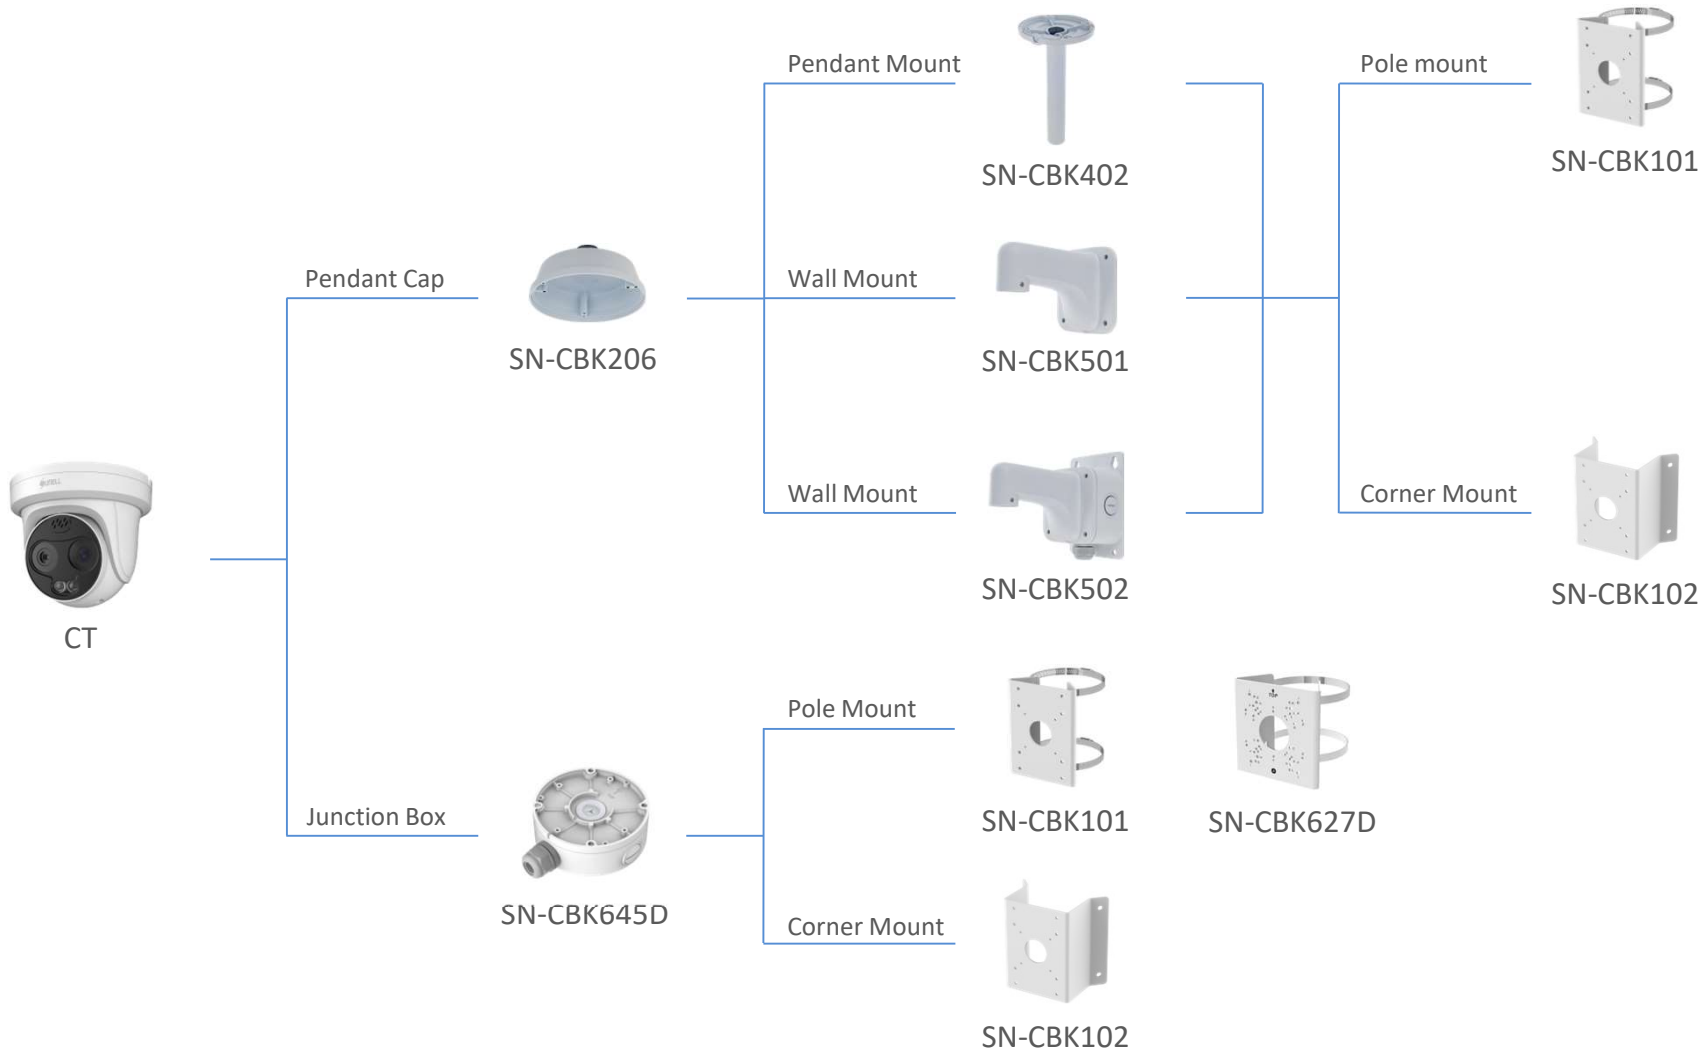 Pendant Mount
Pole mount
SN-CBK402
SN-CBK101
Pendant Cap
Wall Mount
SN-CBK206
SN-CBK501
Wall Mount
Corner Mount
SN-CBK502
SN-CBK102
CT
Pole Mount
TOP
Junction Box
SN-CBK101
SN-CBK627D
SN-CBK645D
Corner Mount
SN-CBK102